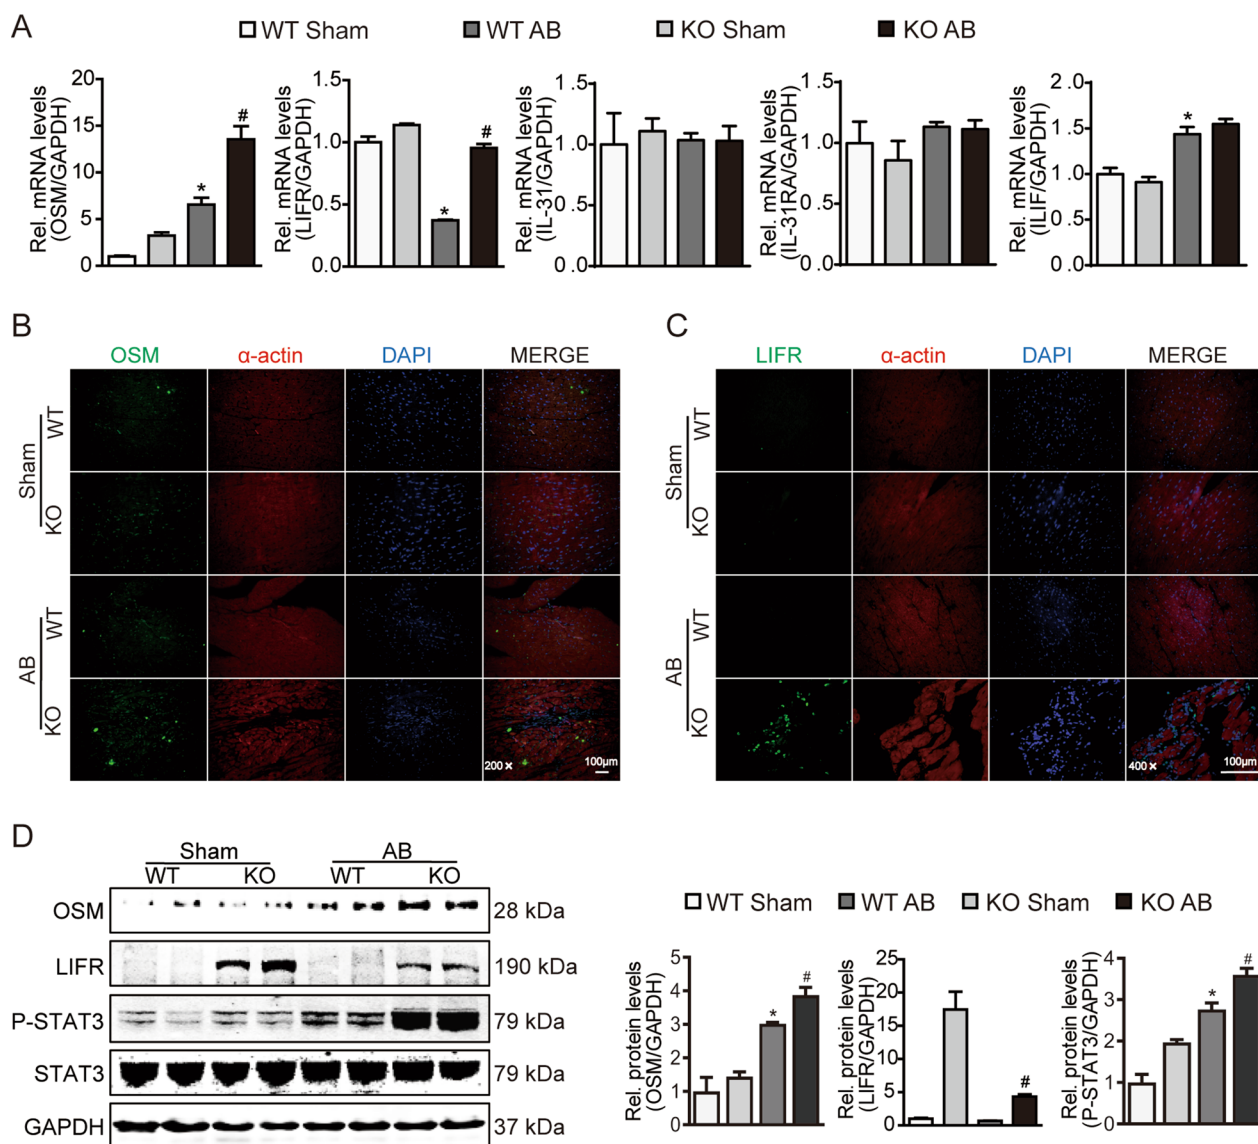 A
WT Sham WT AB KO Sham KO AB
Rel. mRNA levels
(OSM/GAPDH)
20
15
10
5
0
*
#
Rel. mRNA levels
(LIFR/GAPDH)
1.5
1.0
0.5
0.0
*
#
Rel. mRNA levels
(IL-31/GAPDH)
1.5
1.0
0.5
0.0
Rel. mRNA levels
(IL-31RA/GAPDH)
1.5
1.0
0.5
0.0
Rel. mRNA levels
(ILIF/GAPDH)
2.0
1.5
1.0
0.5
0.0
*
B
OSM α-actin DAPI MERGE
Sham
WT
KO
AB
WT
KO
200 × 100μm
C
LIFR α-actin DAPI MERGE
Sham
WT
KO
AB
WT
KO
400 × 100μm
D
Sham AB
WT KO WT KO
OSM 28 kDa
LIFR 190 kDa
P-STAT3 79 kDa
STAT3 79 kDa
GAPDH 37 kDa
WT Sham WT AB KO Sham KO AB
Rel. protein levels
(OSM/GAPDH)
5
4
3
2
1
0
*
#
Rel. protein levels
(LIFR/GAPDH)
25
20
15
10
5
0
#
Rel. protein levels
(P-STAT3/GAPDH)
4
3
2
1
0
*
#